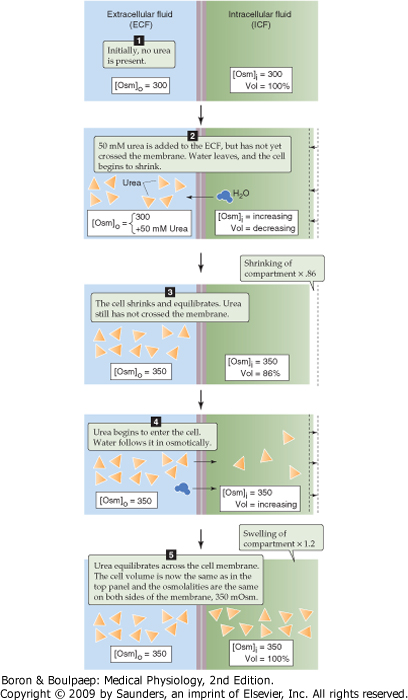 Extracellular fluid
(ECF)
Intracellular fluid
(ICF)
1
Initially, no urea
is present.
[Osm]o = 300
[Osm]i = 300
Vol = 100%
2
50 mM urea is added to the ECF, but has not yet
crossed the membrane. Water leaves, and the cell
begins to shrink.
Urea
H2O
[Osm]o = {300
+50 mM Urea
[Osm]i = increasing
Vol = decreasing
Shrinking of
compartment × .86
3
The cell shrinks and equilibrates. Urea
still has not crossed the membrane.
[Osm]o = 350
[Osm]i = 350
Vol = 86%
4
Urea begins to enter the cell.
Water follows it in osmotically.
[Osm]o = 350
[Osm]i = 350
Vol = increasing
Swelling of
compartment × 1.2
5
Urea equilibrates across the cell membrane.
The cell volume is now the same as in the
top panel and the osmolalities are the same
on both sides of the membrane, 350 mOsm.
[Osm]o = 350
[Osm]i = 350
Vol = 100%
Boron & Boulpaep: Medical Physiology, 2nd Edition.
Copyright © 2009 by Saunders, an imprint of Elsevier, Inc. All rights reserved.